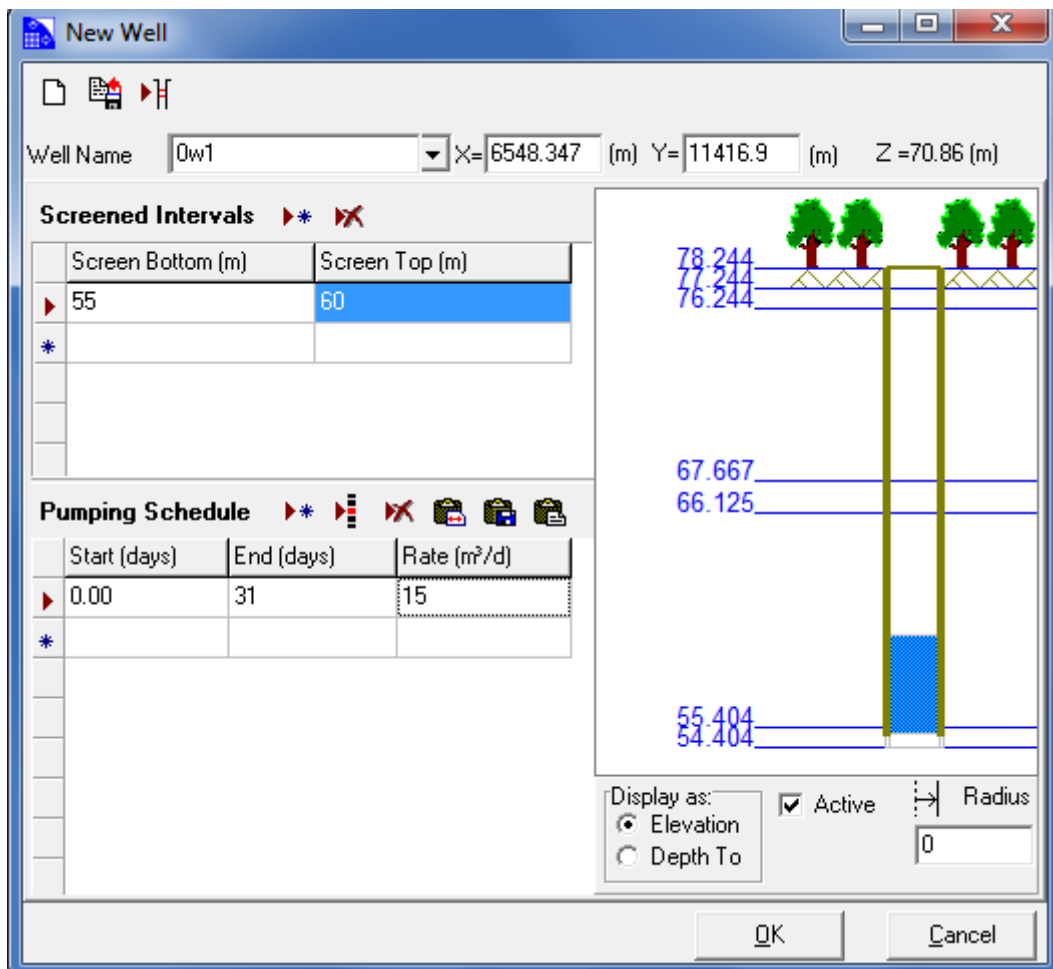 New Well
Well Name 0w1 X= 6548.347 (m) Y= 11416.9 (m) Z =70.86 (m)
Screened Intervals
Screen Bottom (m) Screen Top (m)
55 60
Pumping Schedule
Start (days) End (days) Rate (m³/d)
0.00 31 15
78.244
77.244
76.244
67.667
66.125
55.404
54.404
Display as:
Elevation
Depth To
Active
Radius
0
OK Cancel